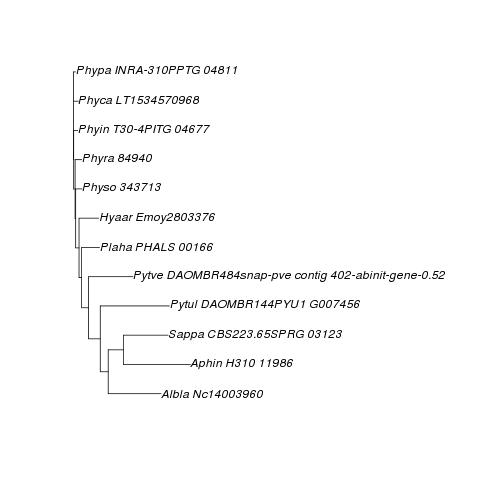 Phypa INRA-310PPTG 04811
Phyca LT1534570968
Phyin T30-4PITG 04677
Phyra 84940
Physo 343713
Hyaar Emoy2803376
Plaha PHALS 00166
Pytve DAOMBR484snap-pve contig 402-abinit-gene-0.52
Pytul DAOMBR144PYU1 G007456
Sappa CBS223.65SPRG 03123
Aphin H310 11986
Albla Nc14003960